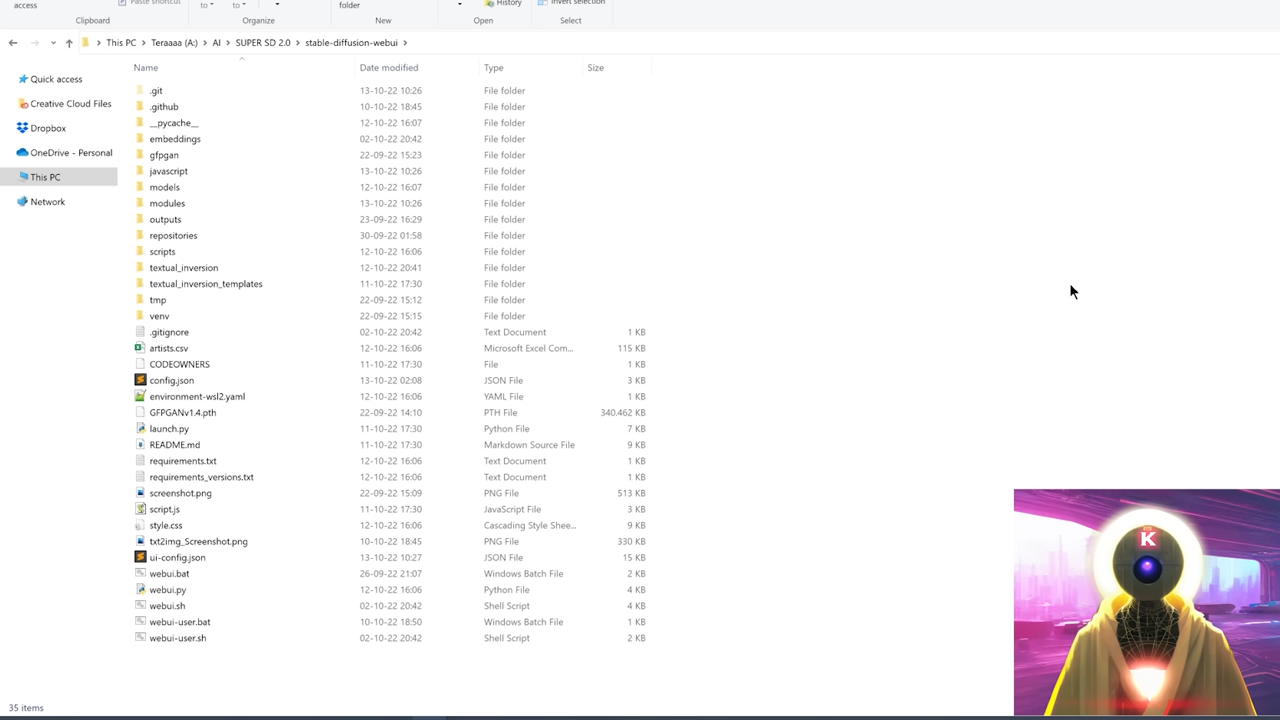 access
Paste shortcut
to
to
folder
History
Invert selection
Clipboard
Organize
New
Open
Select
This PC
Teraaaa (A:)
AI
SUPER SD 2.0
stable-diffusion-webui
Name
Date modified
Type
Size
Quick access
Creative Cloud Files
Dropbox
OneDrive - Personal
This PC
Network
.git 13-10-22 10:26 File folder
.github 10-10-22 18:45 File folder
__pycache__ 12-10-22 16:07 File folder
embeddings 02-10-22 20:42 File folder
gfpgan 22-09-22 15:23 File folder
javascript 13-10-22 10:26 File folder
models 12-10-22 16:07 File folder
modules 13-10-22 10:26 File folder
outputs 23-09-22 16:29 File folder
repositories 30-09-22 01:58 File folder
scripts 12-10-22 16:06 File folder
textual_inversion 12-10-22 20:41 File folder
textual_inversion_templates 11-10-22 17:30 File folder
tmp 22-09-22 15:12 File folder
venv 22-09-22 15:15 File folder
.gitignore 02-10-22 20:42 Text Document 1 KB
artists.csv 12-10-22 16:06 Microsoft Excel Com... 115 KB
CODEOWNERS 11-10-22 17:30 File 1 KB
config.json 13-10-22 02:08 JSON File 3 KB
environment-wsl2.yaml 12-10-22 16:06 YAML File 1 KB
GFPGANv1.4.pth 22-09-22 14:10 PTH File 340.462 KB
launch.py 11-10-22 17:30 Python File 7 KB
README.md 11-10-22 17:30 Markdown Source File 9 KB
requirements.txt 12-10-22 16:06 Text Document 1 KB
requirements_versions.txt 12-10-22 16:06 Text Document 1 KB
screenshot.png 22-09-22 15:09 PNG File 513 KB
script.js 11-10-22 17:30 JavaScript File 3 KB
style.css 12-10-22 16:06 Cascading Style Shee... 9 KB
txt2img_Screenshot.png 10-10-22 18:45 PNG File 330 KB
ui-config.json 13-10-22 10:27 JSON File 15 KB
webui.bat 26-09-22 21:07 Windows Batch File 2 KB
webui.py 12-10-22 16:06 Python File 4 KB
webui.sh 02-10-22 20:42 Shell Script 4 KB
webui-user.bat 10-10-22 18:50 Windows Batch File 1 KB
webui-user.sh 02-10-22 20:42 Shell Script 2 KB
K
35 items